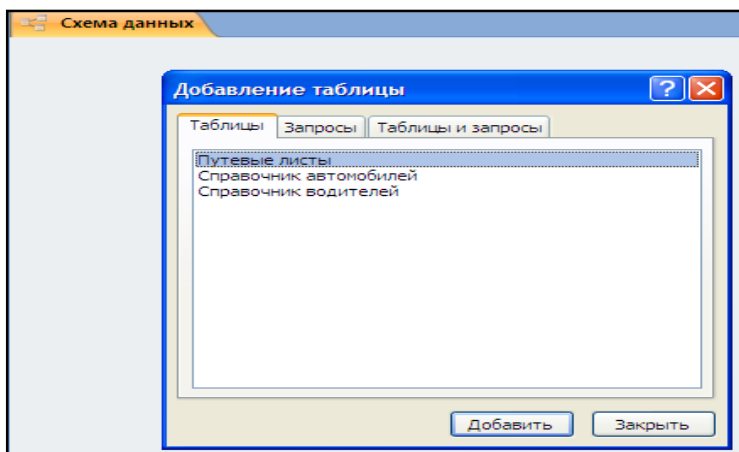 Схема данных
Добавление таблицы
Таблицы Запросы Таблицы и запросы
Путевые листы
Справочник автомобилей
Справочник водителей
Добавить Закрыть